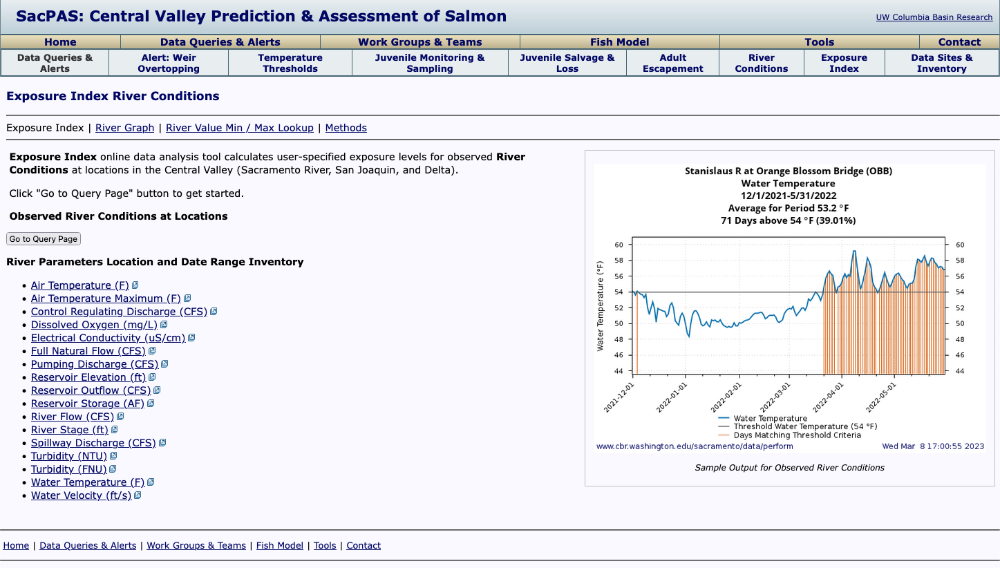 SacPAS: Central Valley Prediction & Assessment of Salmon
UW Columbia Basin Research
Home
Data Queries & Alerts
Work Groups & Teams
Fish Model
Tools
Contact
Data Queries &
Alerts
Alert: Weir
Overtopping
Temperature
Thresholds
Juvenile Monitoring &
Sampling
Juvenile Salvage &
Loss
Adult
Escapement
River
Conditions
Exposure
Index
Data Sites &
Inventory
Exposure Index River Conditions
Exposure Index | River Graph | River Value Min / Max Lookup | Methods
Exposure Index online data analysis tool calculates user-specified exposure levels for observed River
Conditions at locations in the Central Valley (Sacramento River, San Joaquin, and Delta).
Click "Go to Query Page" button to get started.
Observed River Conditions at Locations
Go to Query Page
River Parameters Location and Date Range Inventory
• Air Temperature (F)
• Air Temperature Maximum (F)
• Control Regulating Discharge (CFS)
• Dissolved Oxygen (mg/L)
• Electrical Conductivity (uS/cm)
• Full Natural Flow (CFS)
• Pumping Discharge (CFS)
• Reservoir Elevation (ft)
• Reservoir Outflow (CFS)
• Reservoir Storage (AF)
• River Flow (CFS)
• River Stage (ft)
• Spillway Discharge (CFS)
• Turbidity (NTU)
• Turbidity (FNU)
• Water Temperature (F)
• Water Velocity (ft/s)
Stanislaus R at Orange Blossom Bridge (OBB)
Water Temperature
12/1/2021-5/31/2022
Average for Period 53.2 °F
71 Days above 54 °F (39.01%)
Water Temperature (°F)
60 60
58 58
56 56
54 54
52 52
50 50
48 48
46 46
44 44
2021-12-01
2022-01-01
2022-02-01
2022-03-01
2022-04-01
2022-05-01
Water Temperature
Threshold Water Temperature (54 °F)
Days Matching Threshold Criteria
www.cbr.washington.edu/sacramento/data/perform
Wed Mar 8 17:00:55 2023
Sample Output for Observed River Conditions
Home | Data Queries & Alerts | Work Groups & Teams | Fish Model | Tools | Contact